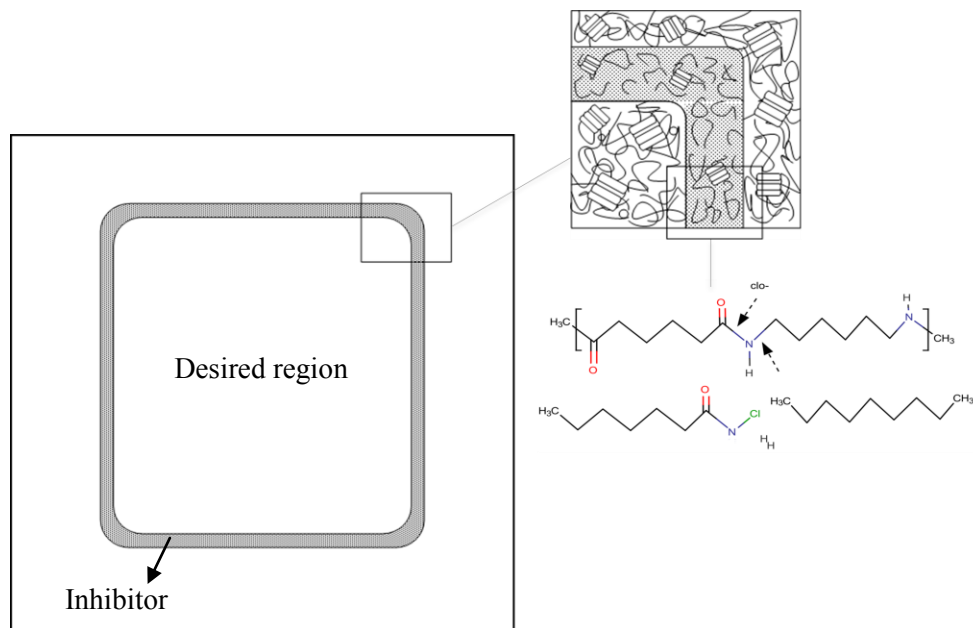 Desired region
Inhibitor
clo-
O
H
H₃C
N
CH₃
O
N
H
O
H₃C
Cl
N
H
H
H₃C
CH₃